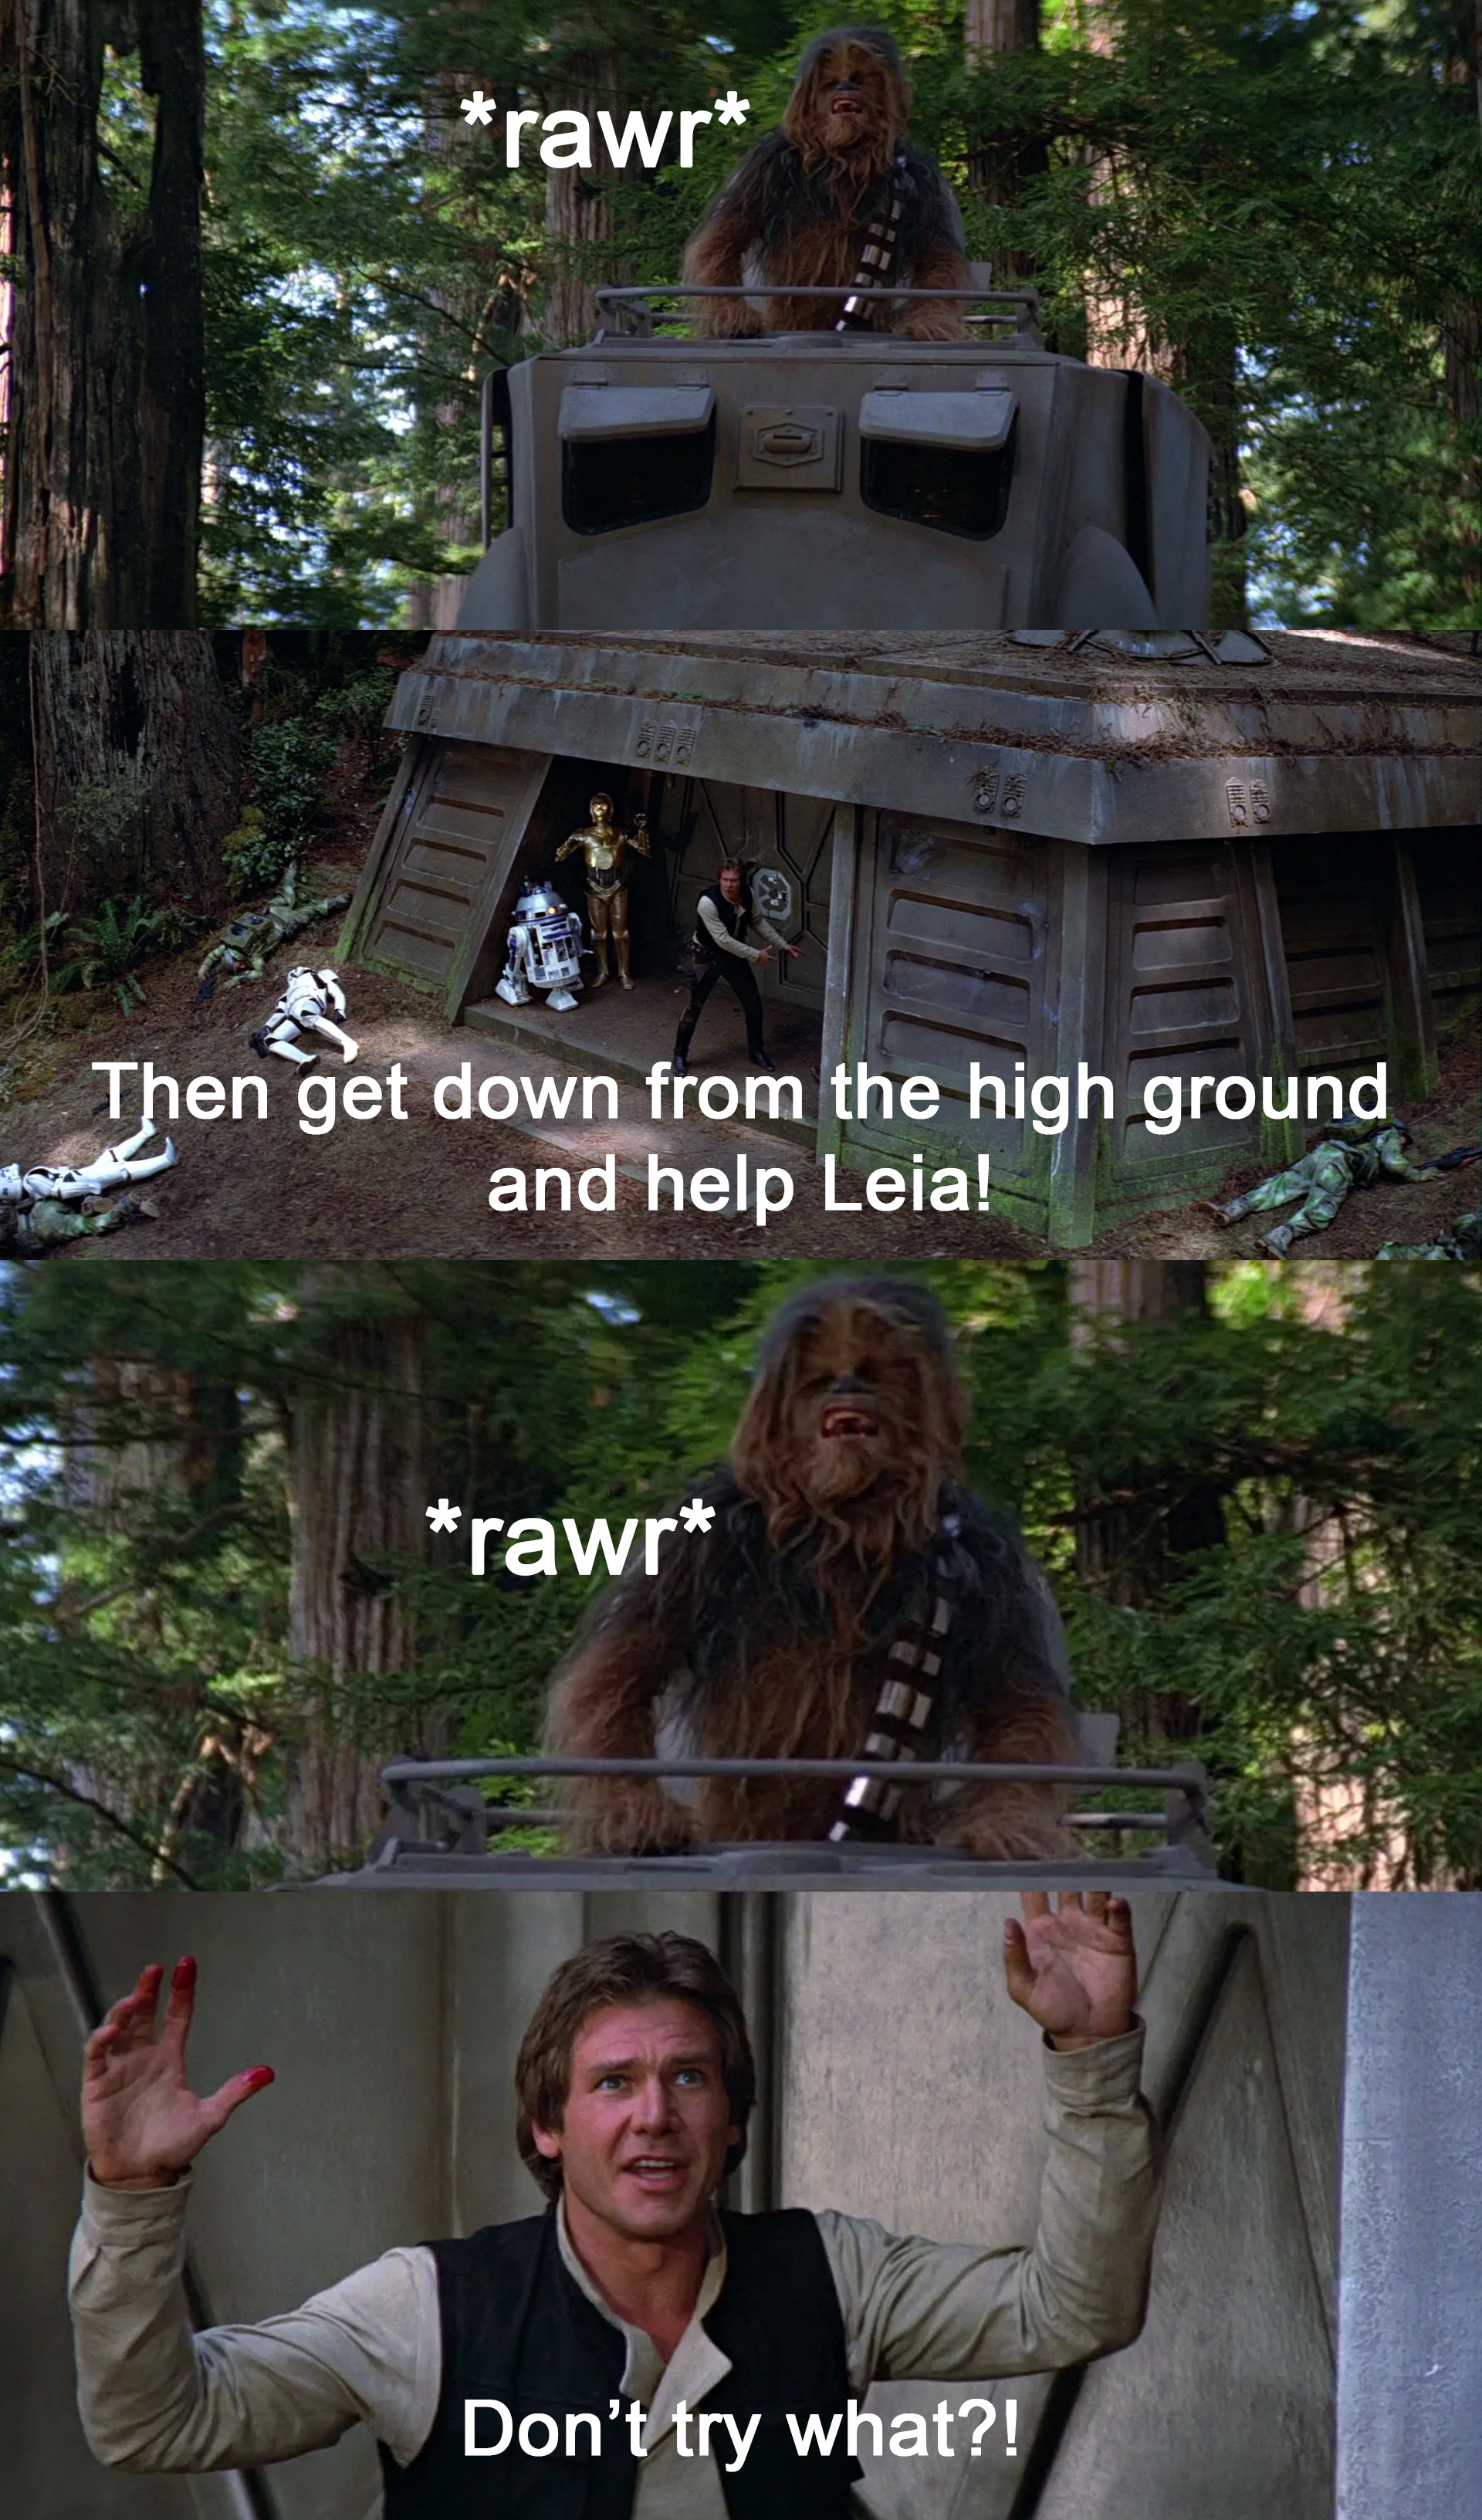 *rawr*
Then get down from the high ground
and help Leia!
*rawr*
Don’t try what?!